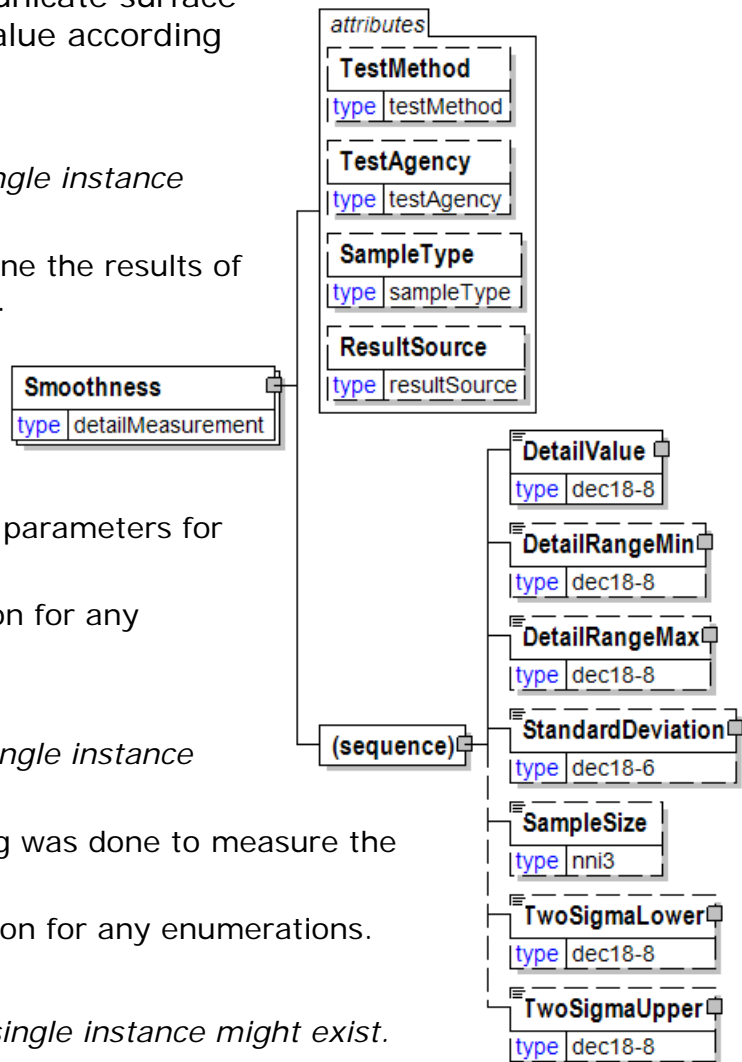 unicate surface
alue according
ngle instance
ne the results of
.
parameters for
on for any
ngle instance
g was done to measure the
on for any enumerations.
single instance might exist.
Smoothness
type detailMeasurement
attributes
TestMethod
type testMethod
TestAgency
type testAgency
SampleType
type sampleType
ResultSource
type resultSource
(sequence)
DetailValue
type dec18-8
DetailRangeMin
type dec18-8
DetailRangeMax
type dec18-8
StandardDeviation
type dec18-6
SampleSize
type nni3
TwoSigmaLower
type dec18-8
TwoSigmaUpper
type dec18-8